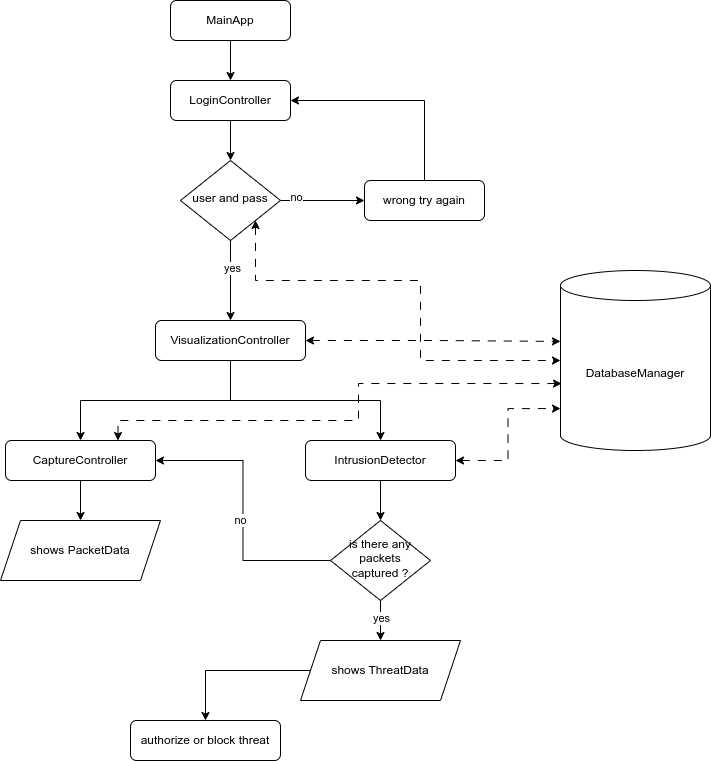 MainApp
LoginController
user and pass
no
wrong try again
yes
VisualizationController
DatabaseManager
CaptureController
IntrusionDetector
no
shows PacketData
is there any
packets
captured ?
yes
shows ThreatData
authorize or block threat